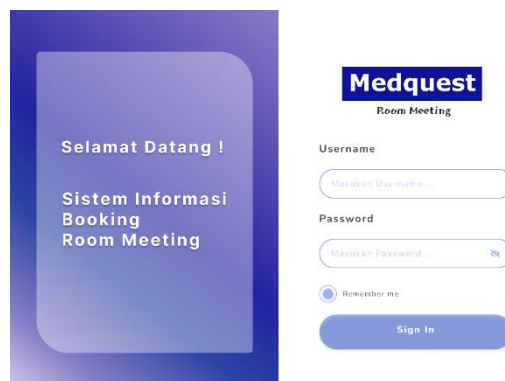 Selamat Datang !
Sistem Informasi
Booking
Room Meeting
Medquest
Room Meeting
Username
Masukan Username ....
Password
Masukan Password ....
Remember me
Sign In